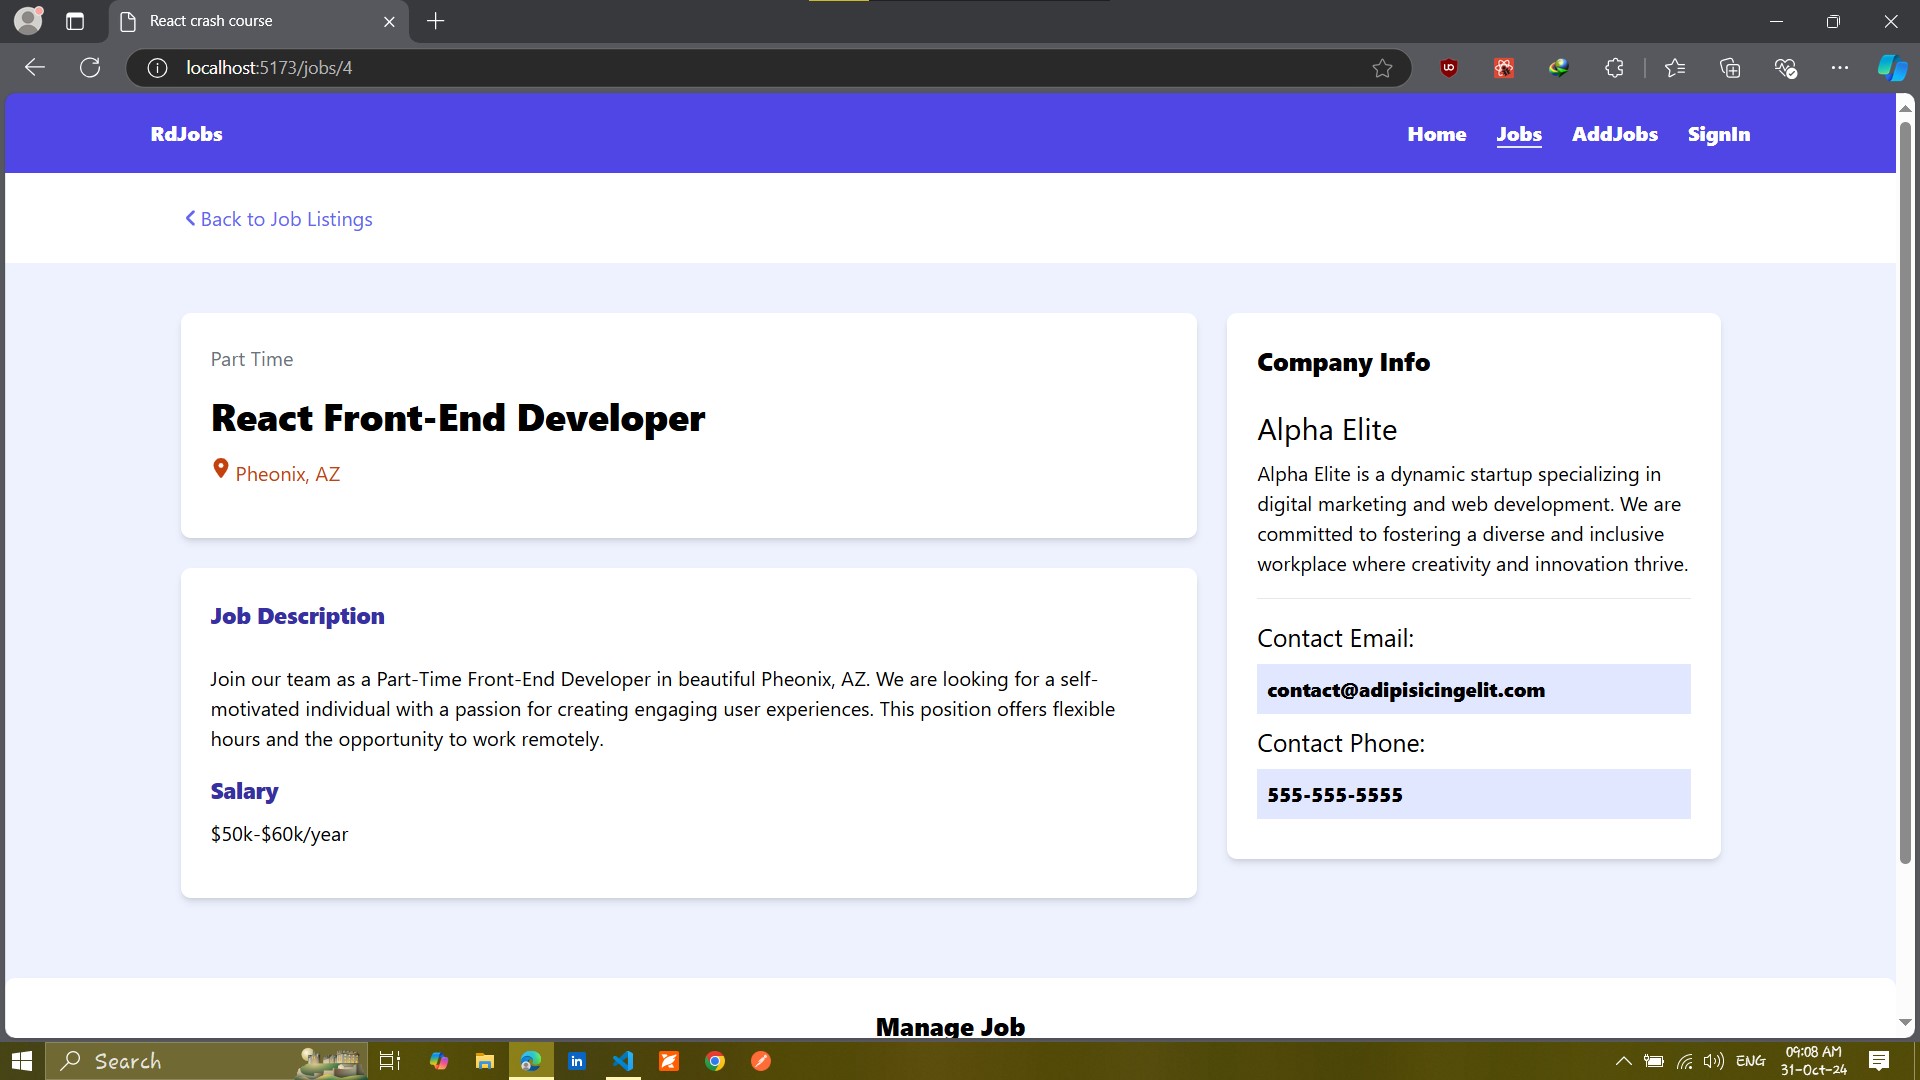 React crash course
localhost:5173/jobs/4
RdJobs
Home Jobs AddJobs SignIn
Back to Job Listings
Part Time
React Front-End Developer
Pheonix, AZ
Job Description
Join our team as a Part-Time Front-End Developer in beautiful Pheonix, AZ. We are looking for a self-
motivated individual with a passion for creating engaging user experiences. This position offers flexible
hours and the opportunity to work remotely.
Salary
$50k-$60k/year
Company Info
Alpha Elite
Alpha Elite is a dynamic startup specializing in
digital marketing and web development. We are
committed to fostering a diverse and inclusive
workplace where creativity and innovation thrive.
Contact Email:
contact@adipisicingelit.com
Contact Phone:
555-555-5555
Manage Job
Search
ENG
09:08 AM
31-Oct-24